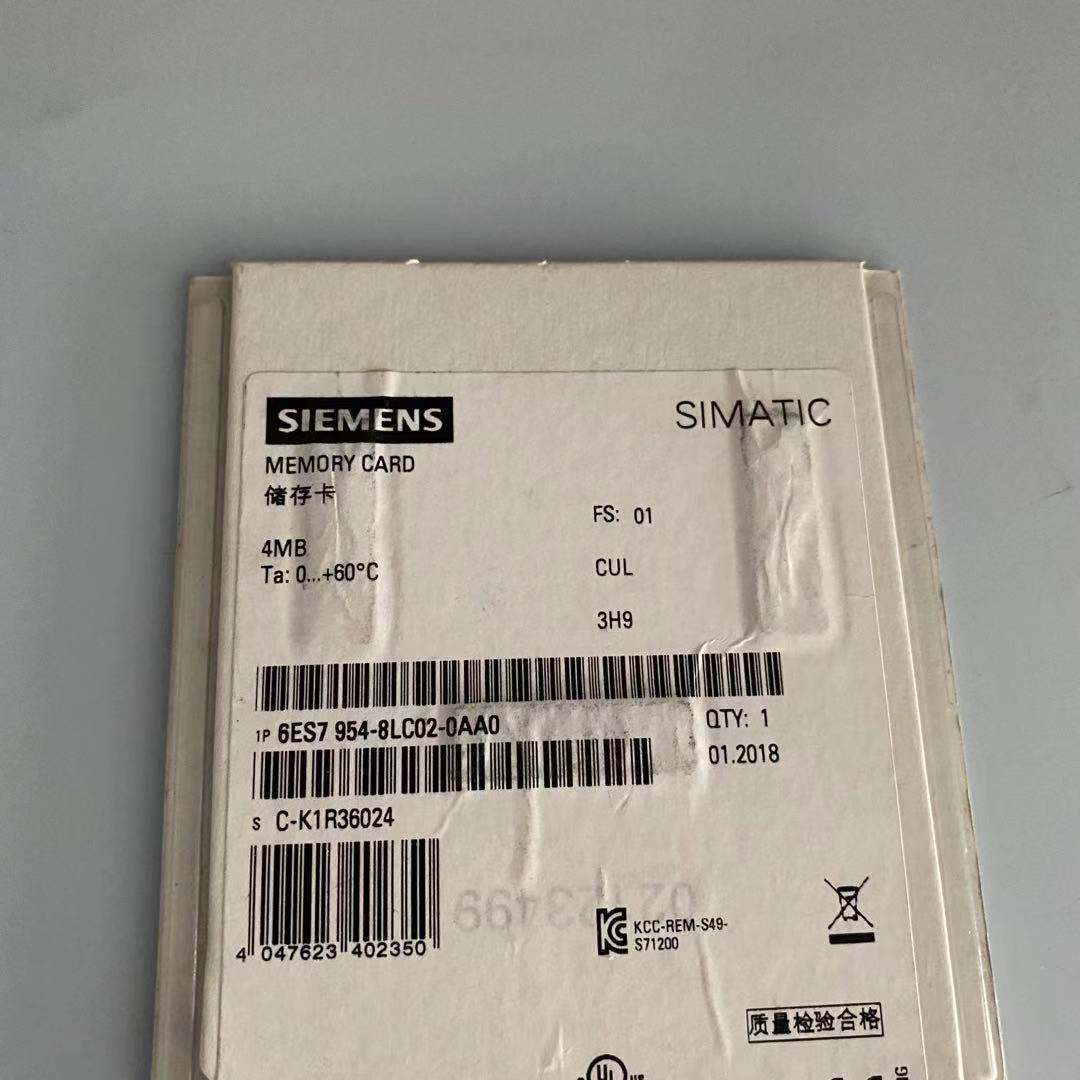 SIEMENS
SIMATIC
MEMORY CARD
储存卡
FS: 01
4MB
Ta: 0...+60°C
CUL
3H9
1P 6ES7 954-8LC02-0AA0
QTY: 1
01.2018
S C-K1R36024
KCC-REM-S49-
S71200
4 047623 402350
质量检验合格
UL us